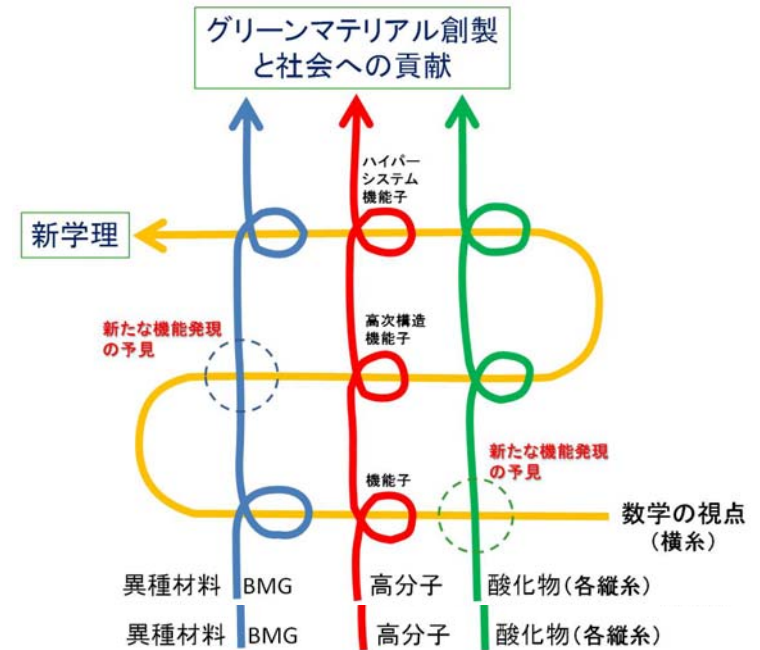 グリーンマテリアル創製
と社会への貢献
ハイパー
システム
機能子
新学理
高次構造
機能子
新たな機能発現
の予見
新たな機能発現
の予見
機能子
数学の視点
(横糸)
異種材料 BMG 高分子 酸化物(各縦糸)
異種材料 BMG 高分子 酸化物(各縦糸)